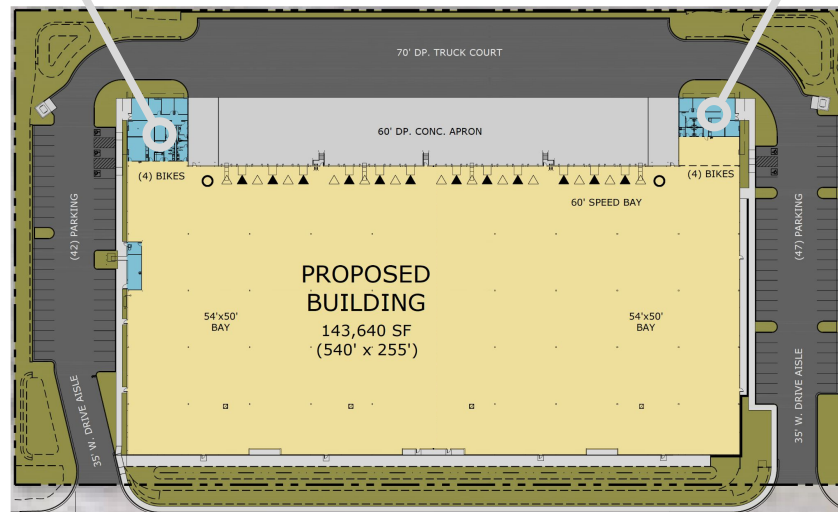 70' DP. TRUCK COURT
60' DP. CONC. APRON
(4) BIKES
(4) BIKES
60' SPEED BAY
(42) PARKING
(47) PARKING
PROPOSED
BUILDING
143,640 SF
(540' x 255')
54'x50'
BAY
54'x50'
BAY
35' W. DRIVE AISLE
35' W. DRIVE AISLE